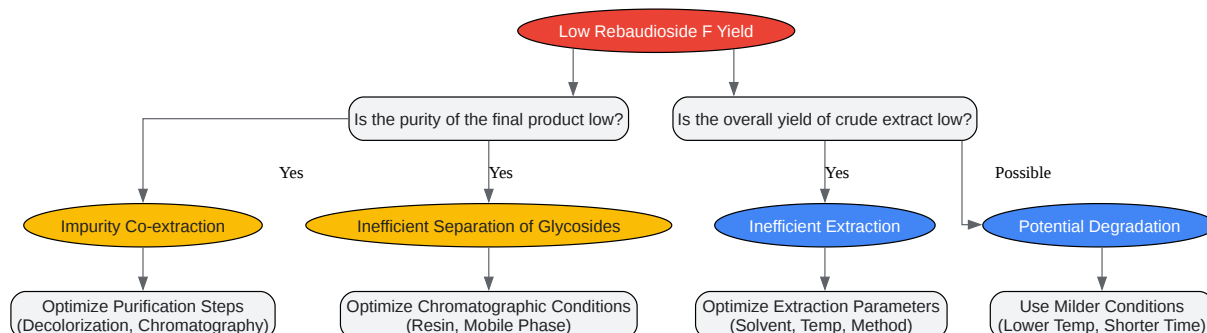 Low Rebaudioside F Yield
Is the purity of the final product low?
Is the overall yield of crude extract low?
Yes
Yes
Yes
Possible
Impurity Co-extraction
Inefficient Separation of Glycosides
Inefficient Extraction
Potential Degradation
Optimize Purification Steps
(Decolorization, Chromatography)
Optimize Chromatographic Conditions
(Resin, Mobile Phase)
Optimize Extraction Parameters
(Solvent, Temp, Method)
Use Milder Conditions
(Lower Temp, Shorter Time)